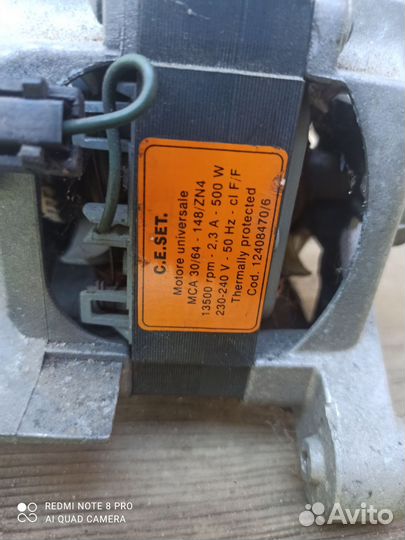 C.E.SET.
Motore universale
MCA 30/64 - 148/ZN4
13500 rpm - 2,3 A - 500 W
230-240 V - 50 Hz - cl F/F
Thermally protected
Cod. 12408470/6
REDMI NOTE 8 PRO
AI QUAD CAMERA
Avito